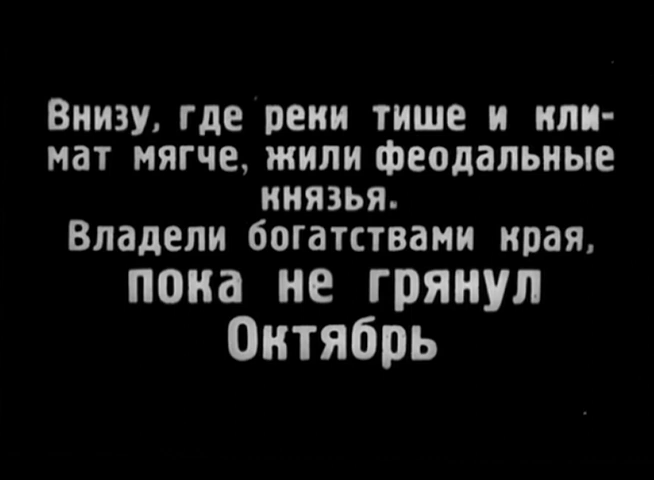 Внизу, где реки тише и кли-
мат мягче, жили феодальные
князья.
Владели богатствами края,
пока не грянул
Октябрь